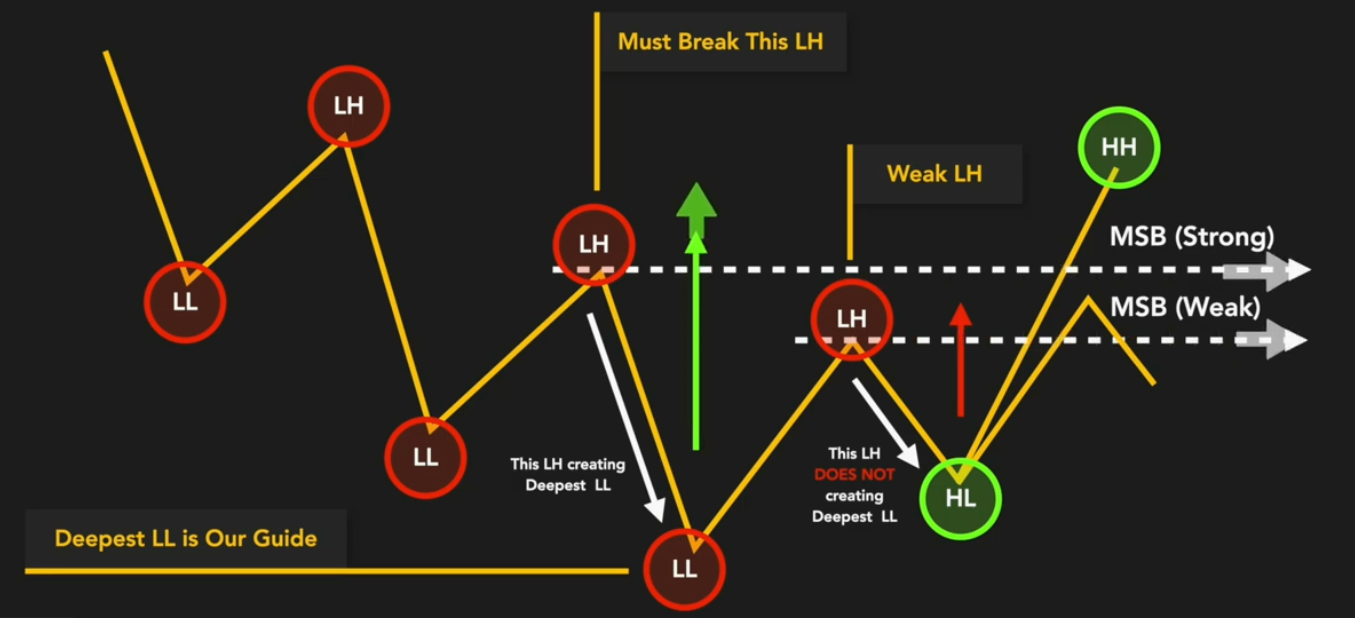 Must Break This LH
LH
HH
Weak LH
MSB (Strong)
LH
LL
MSB (Weak)
LH
LL
This LH creating
Deepest LL
This LH
DOES NOT
creating
Deepest LL
HL
Deepest LL is Our Guide
LL